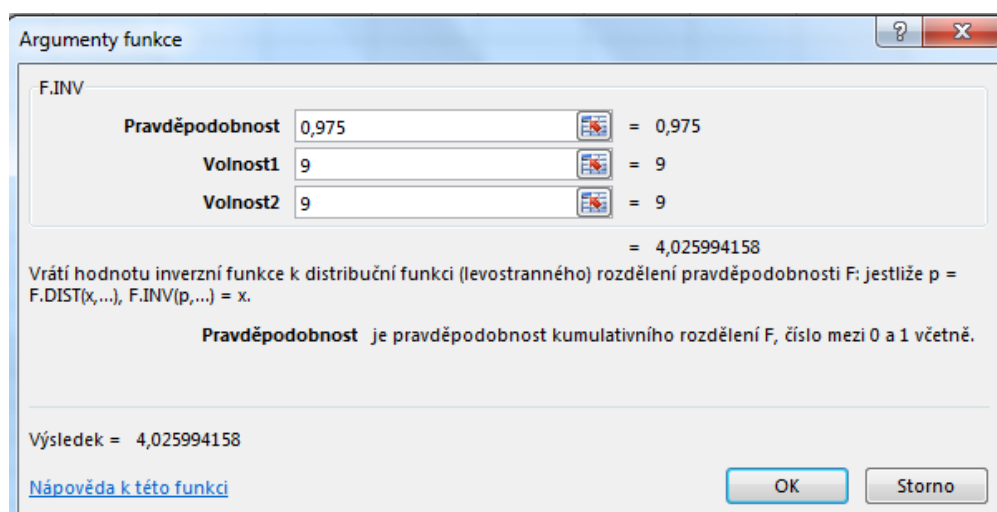 Argumenty funkce
?
F.INV
Pravděpodobnost 0,975 = 0,975
Volnost1 9 = 9
Volnost2 9 = 9
= 4,025994158
Vrátí hodnotu inverzní funkce k distribuční funkci (levostranného) rozdělení pravděpodobnosti F: jestliže p =
F.DIST(x,...), F.INV(p,...) = x.
Pravděpodobnost je pravděpodobnost kumulativního rozdělení F, číslo mezi 0 a 1 včetně.
Výsledek = 4,025994158
Nápověda k této funkci OK Storno